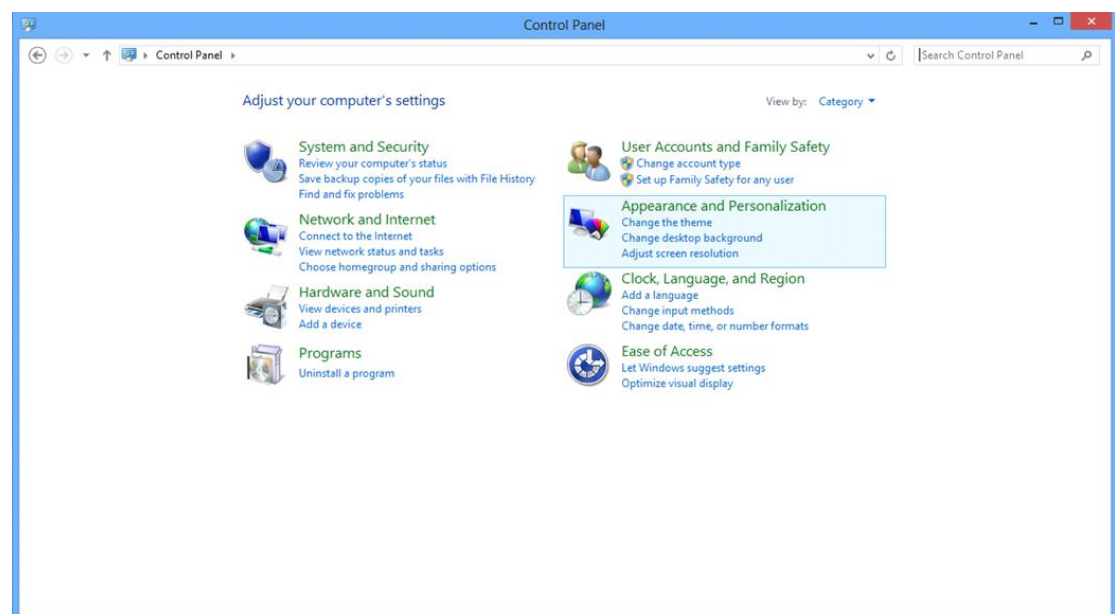 Control Panel
Control Panel
Search Control Panel
Adjust your computer's settings
View by: Category
System and Security
Review your computer's status
Save backup copies of your files with File History
Find and fix problems
Network and Internet
Connect to the Internet
View network status and tasks
Choose homegroup and sharing options
Hardware and Sound
View devices and printers
Add a device
Programs
Uninstall a program
User Accounts and Family Safety
Change account type
Set up Family Safety for any user
Appearance and Personalization
Change the theme
Change desktop background
Adjust screen resolution
Clock, Language, and Region
Add a language
Change input methods
Change date, time, or number formats
Ease of Access
Let Windows suggest settings
Optimize visual display